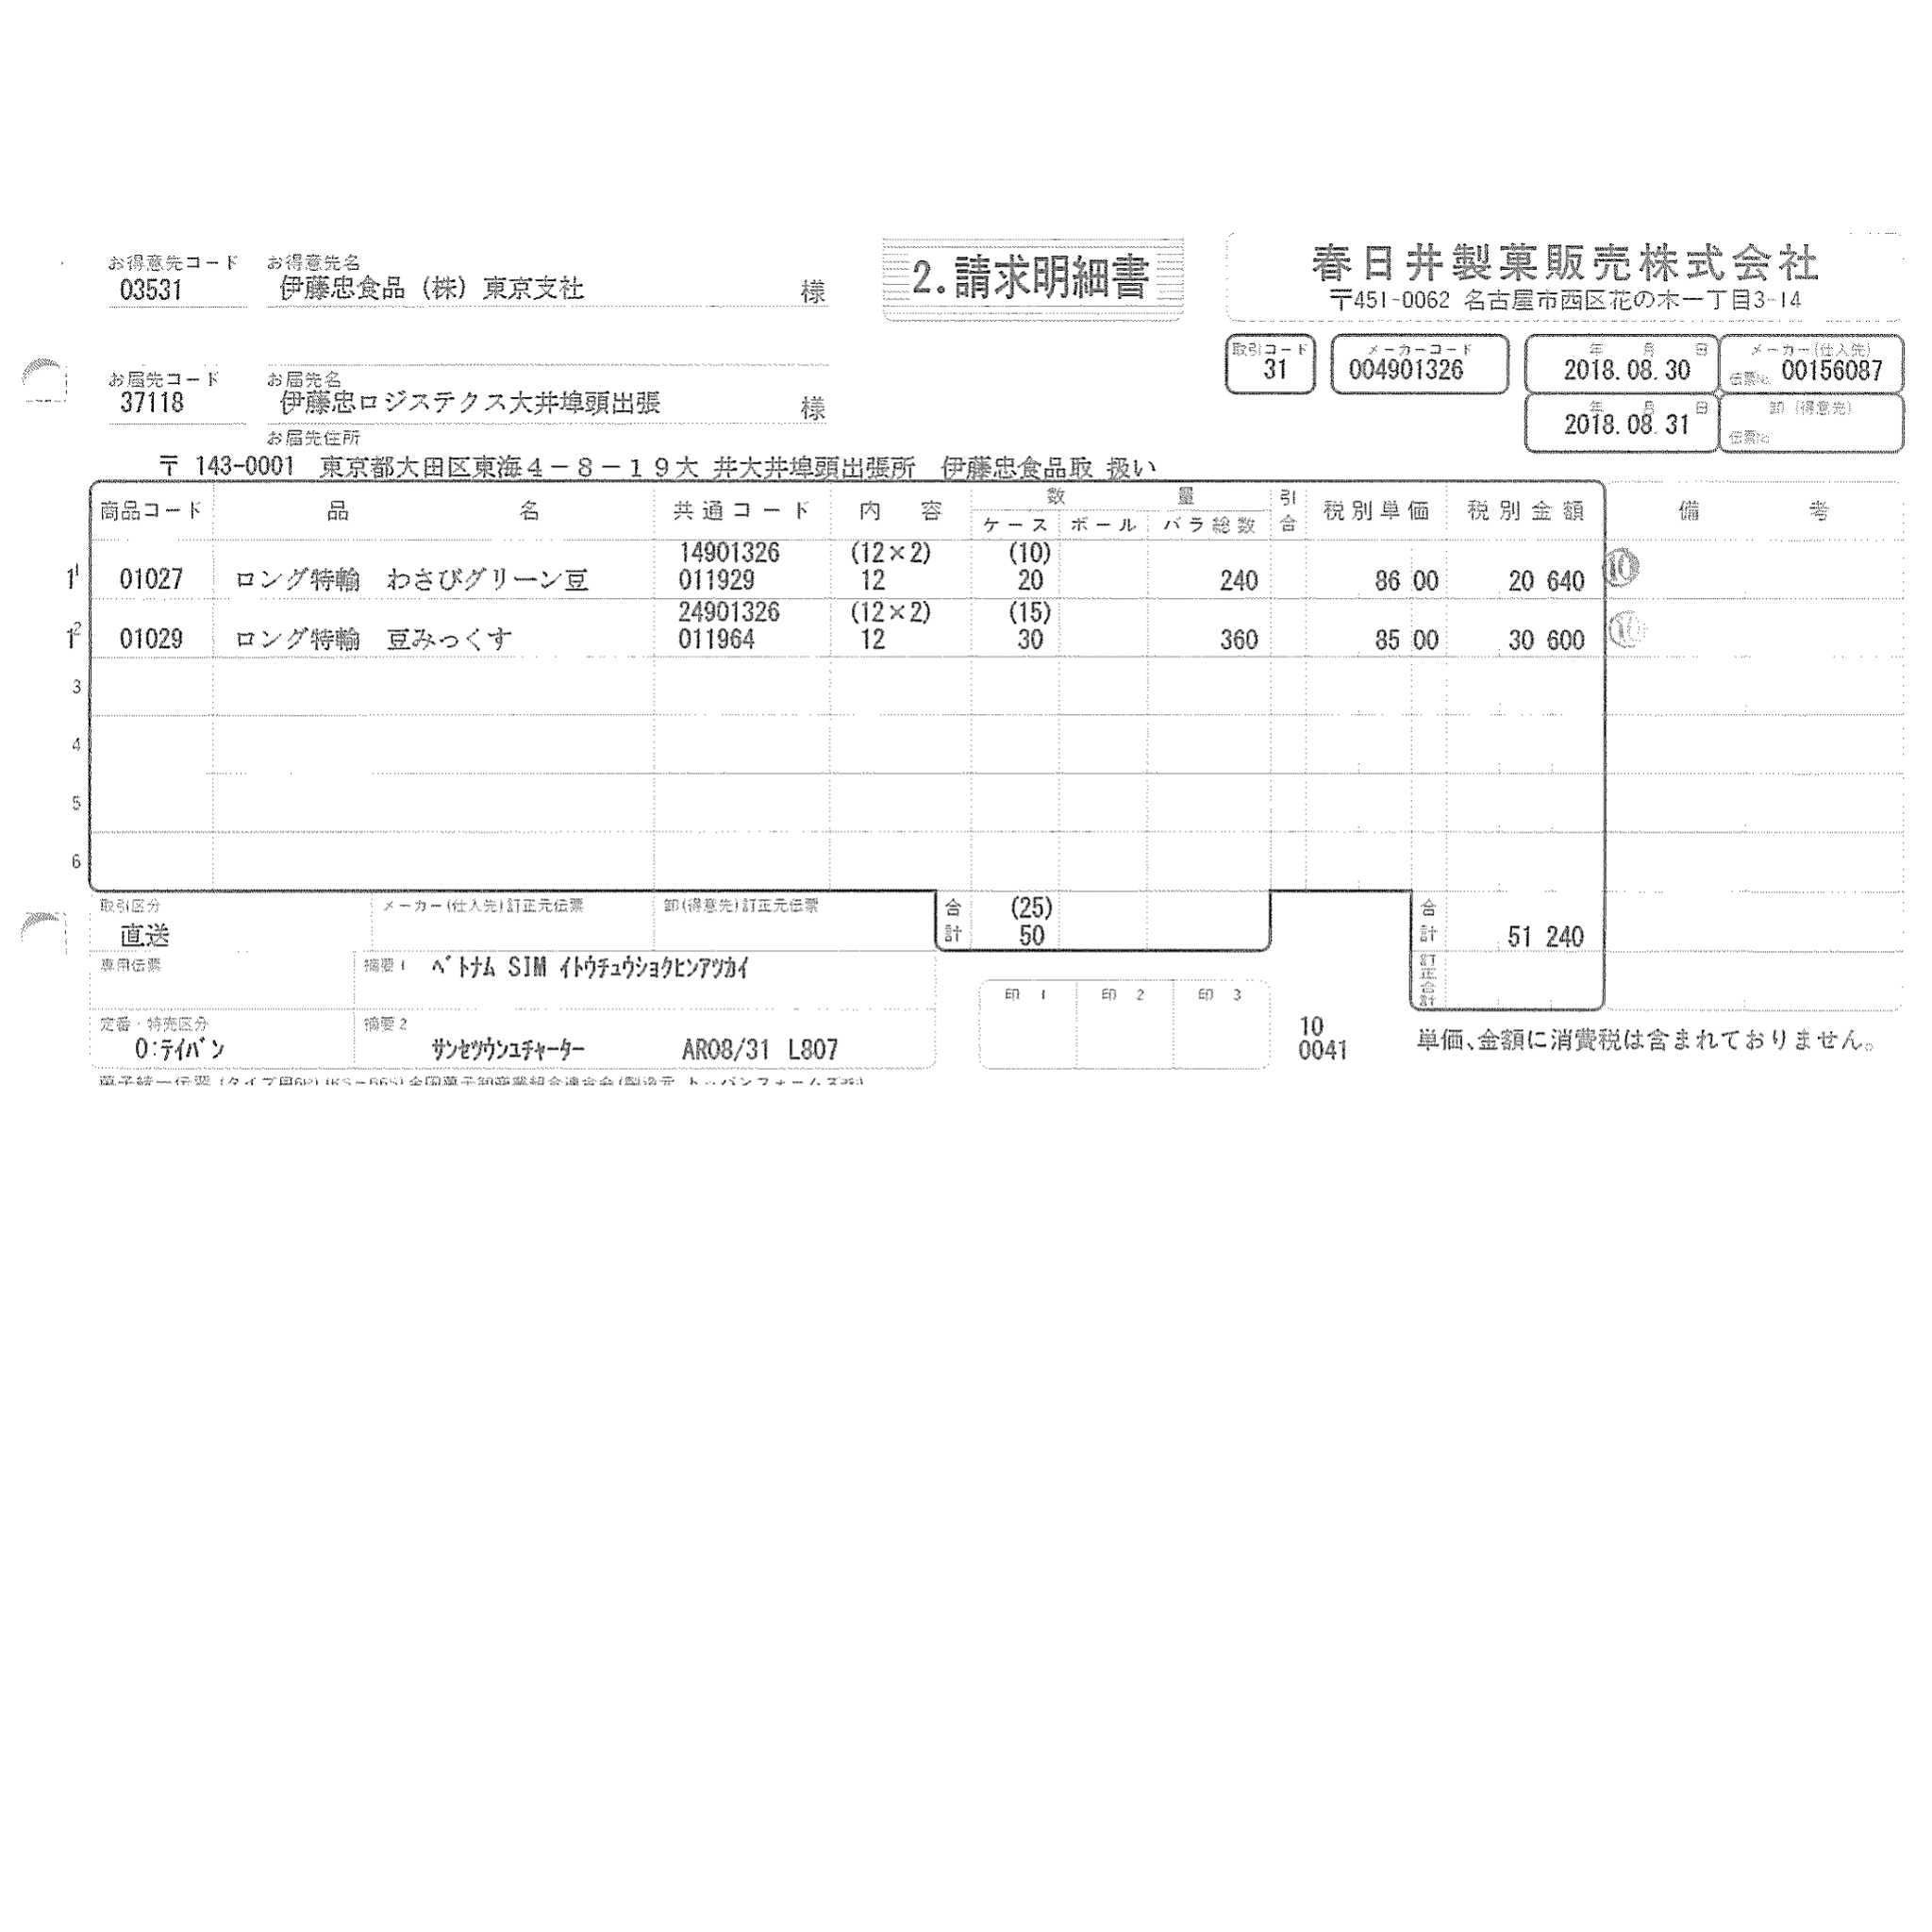 お得意先コード お得意先名
03531 伊藤忠食品（株）東京支社 様
2.請求明細書
春日井製菓販売株式会社
〒451-0062 名古屋市西区花の木一丁目3-14
取引コード メーカーコード 年 月 日 メーカー(仕入先)
31 004901326 2018.08.30 伝票No. 00156087
お届先コード お届先名
37118 伊藤忠ロジステクス大井埠頭出張 様
年 月 日 卸（得意先）
2018.08.31 伝票No
お届先住所
〒 143-0001 東京都大田区東海４－８－１９大 井大井埠頭出張所 伊藤忠食品取 扱い
商品コード 品 名 共通コード 内 容 数 量 引合 税別単価 税別金額 備 考
ケース ボール バラ総数
14901326 (12×2) (10)
1 1 01027 ロング特輸 わさびグリーン豆 011929 12 20 240 86 00 20 640 ⑩
24901326 (12×2) (15)
1 2 01029 ロング特輸 豆みっくす 011964 12 30 360 85 00 30 600 ⑩
3
4
5
6
取引区分 メーカー(仕入先)訂正元伝票 卸(得意先)訂正元伝票 合計 (25) 合計
直送 50 51 240
専用伝票 摘要1 ﾍﾞﾄﾅﾑ SIM ｲﾄｳﾁｭｳｼｮｸﾋﾝｱﾂｶｲ 訂正合計
印 1 印 2 印 3
定番・特売区分 摘要2
0:ﾃｲﾊﾞﾝ ｻﾝｾﾂｳﾝﾕﾁｬｰﾀｰ AR08/31 L807
10
0041 単価、金額に消費税は含まれておりません。